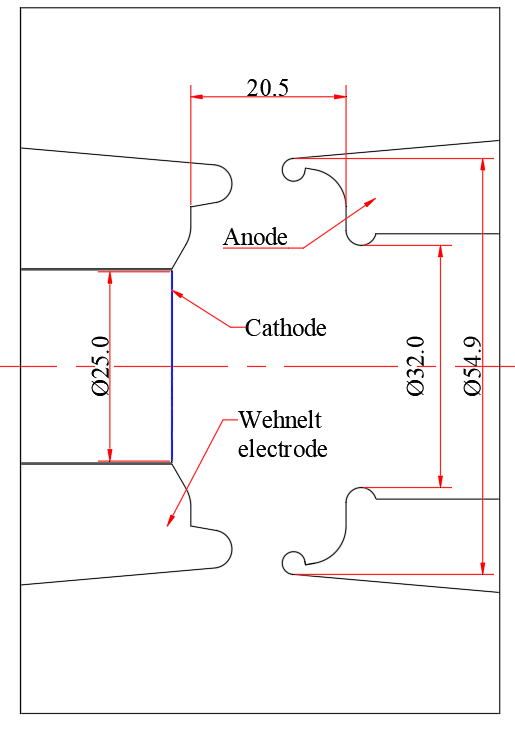 20.5
Anode
Cathode
Ø25.0
Ø32.0
Ø54.9
Wehnelt
electrode